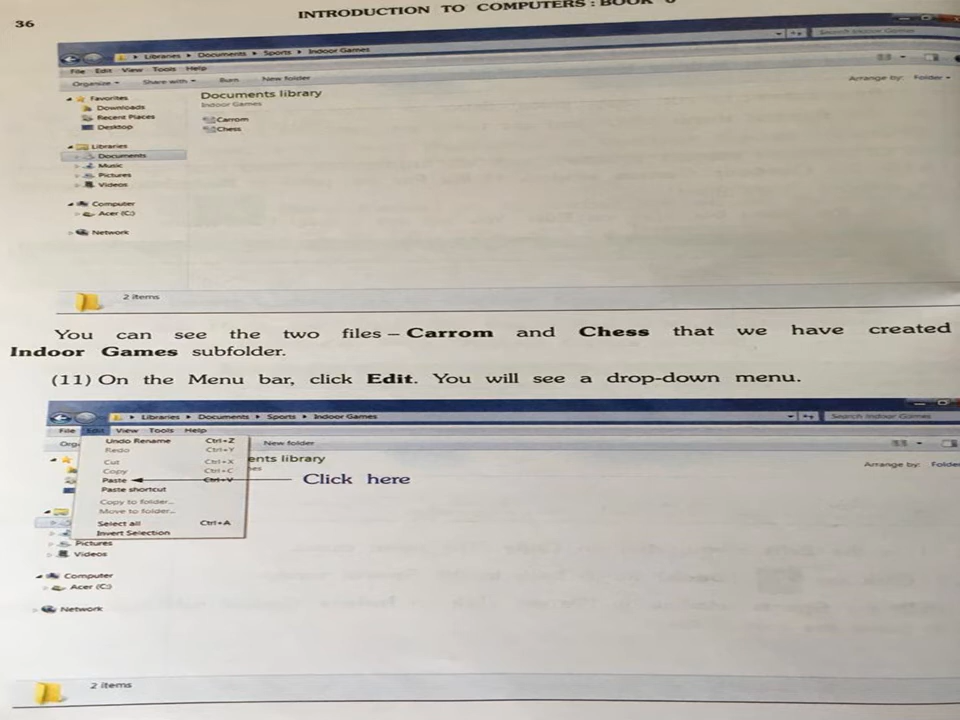 36
INTRODUCTION TO COMPUTERS : BOOK
Libraries Documents Sports Indoor Games
Search Indoor Games
File Edit View Tools Help
Organize Share with Burn New folder
Arrange by: Folder
Favorites
Downloads
Recent Places
Desktop
Libraries
Documents
Music
Pictures
Videos
Computer
Acer (C:)
Network
Documents library
Indoor Games
Carrom
Chess
2 items
You can see the two files – Carrom and Chess that we have created
Indoor Games subfolder.
(11) On the Menu bar, click Edit. You will see a drop-down menu.
Libraries Documents Sports Indoor Games
Search Indoor Games
File Edit View Tools Help
Orga
New folder
Arrange by: Folder
Undo Rename Ctrl+Z
Redo Ctrl+Y
Cut Ctrl+X
Copy Ctrl+C
Paste Ctrl+V
Paste shortcut
Copy to folder...
Move to folder...
Select all Ctrl+A
Invert Selection
ents library
es
Click here
Pictures
Videos
Computer
Acer (C:)
Network
2 items